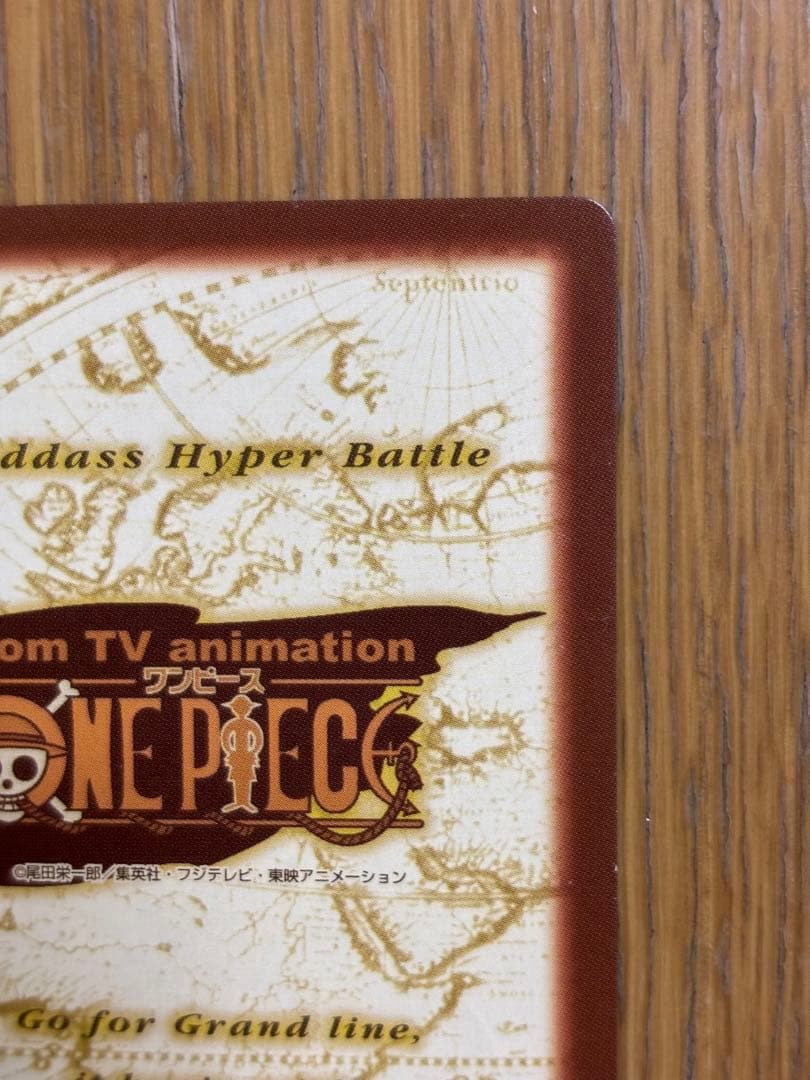 Septentrio
ddass Hyper Battle
om TV animation
ワンピース
ONE PIECE
©尾田栄一郎/集英社・フジテレビ・東映アニメーション
Go for Grand line,